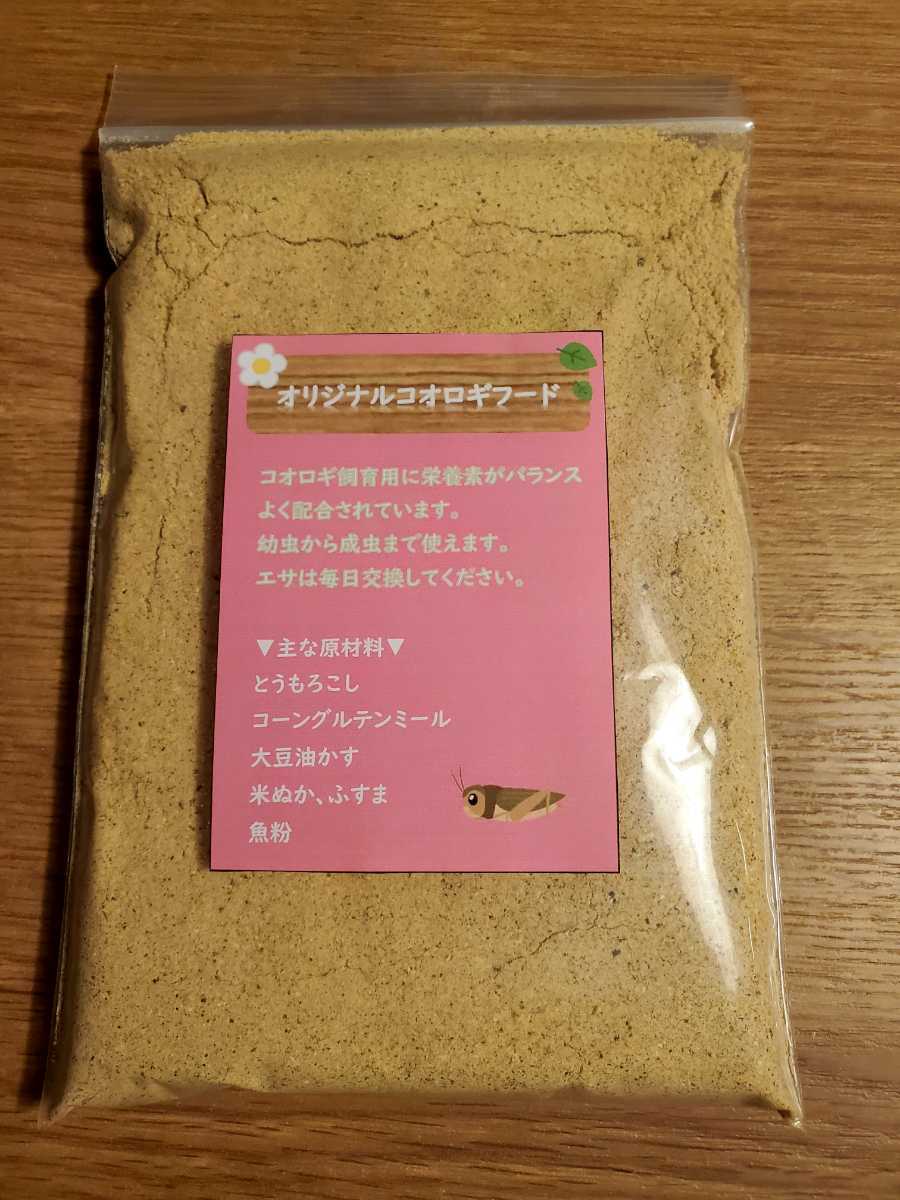 オリジナルコオロギフード
コオロギ飼育用に栄養素がバランス
よく配合されています。
幼虫から成虫まで使えます。
エサは毎日交換してください。
▼主な原材料▼
とうもろこし
コーングルテンミール
大豆油かす
米ぬか、ふすま
魚粉